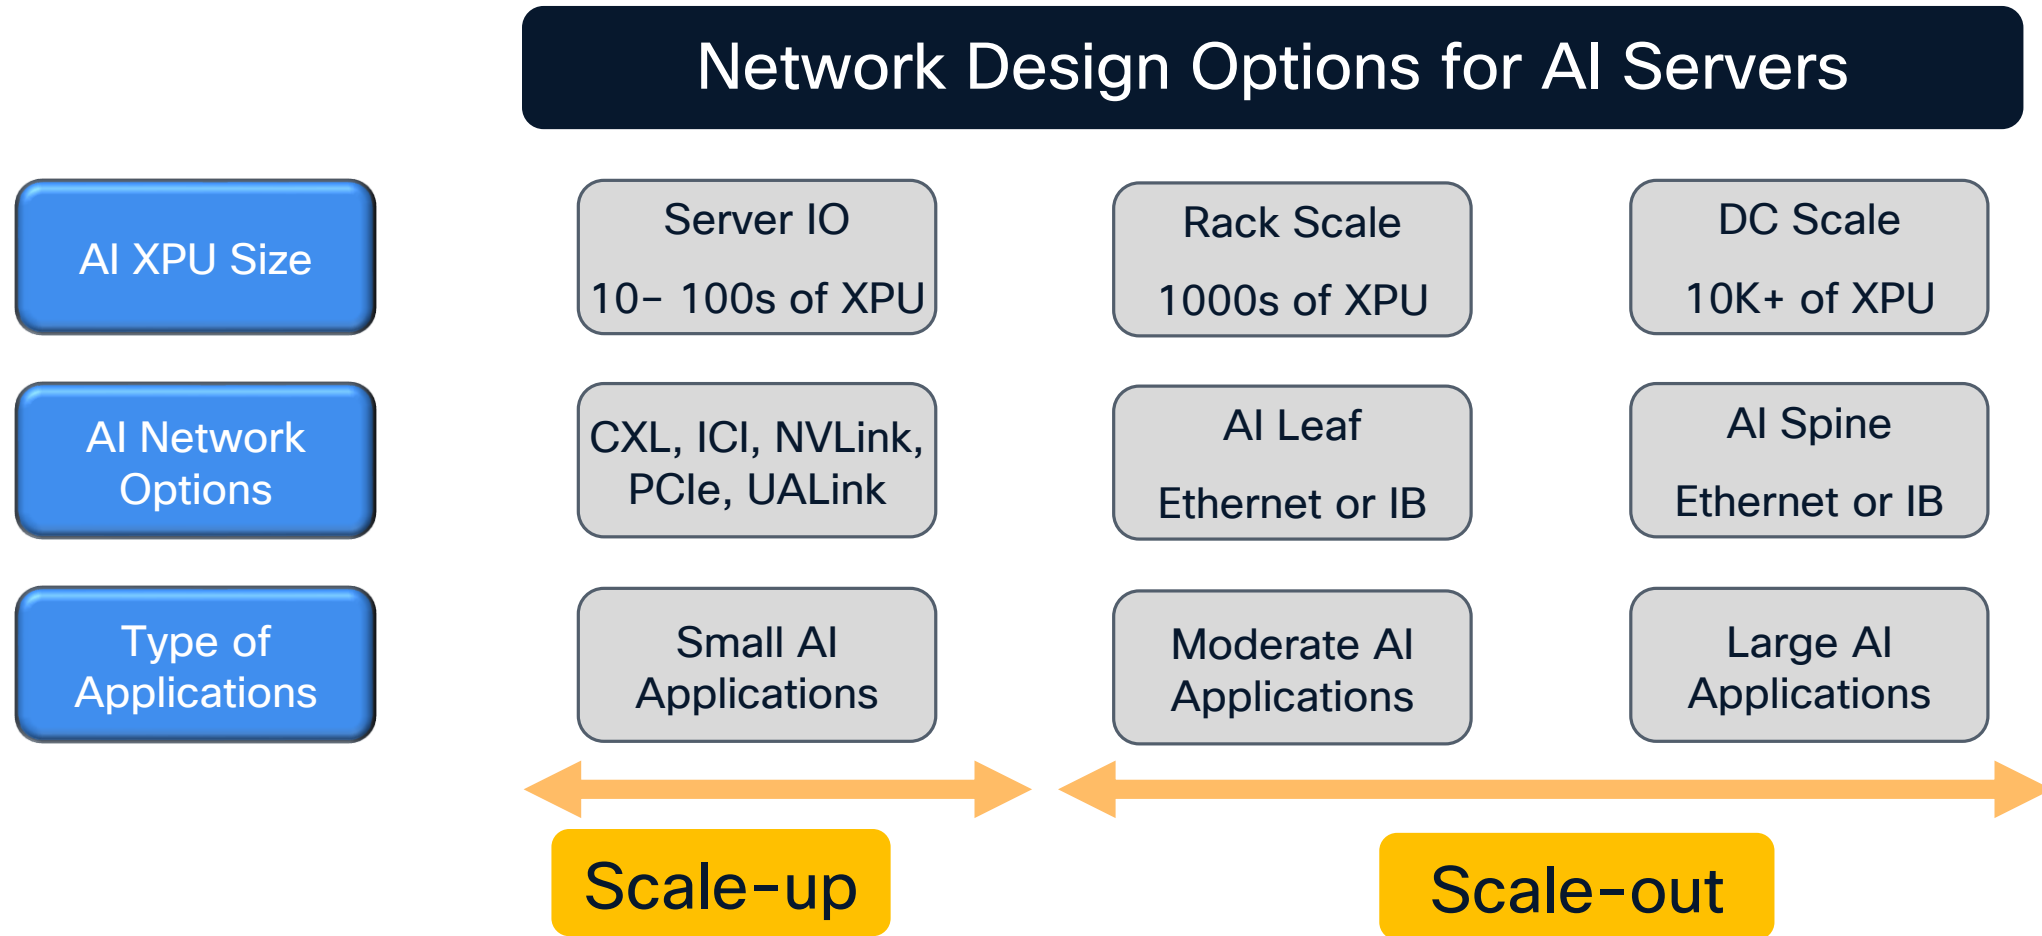 Network Design Options for AI Servers
AI XPU Size
Server IO
10– 100s of XPU
Rack Scale
1000s of XPU
DC Scale
10K+ of XPU
AI Network
Options
CXL, ICI, NVLink,
PCIe, UALink
AI Leaf
Ethernet or IB
AI Spine
Ethernet or IB
Type of
Applications
Small AI
Applications
Moderate AI
Applications
Large AI
Applications
Scale-up
Scale-out